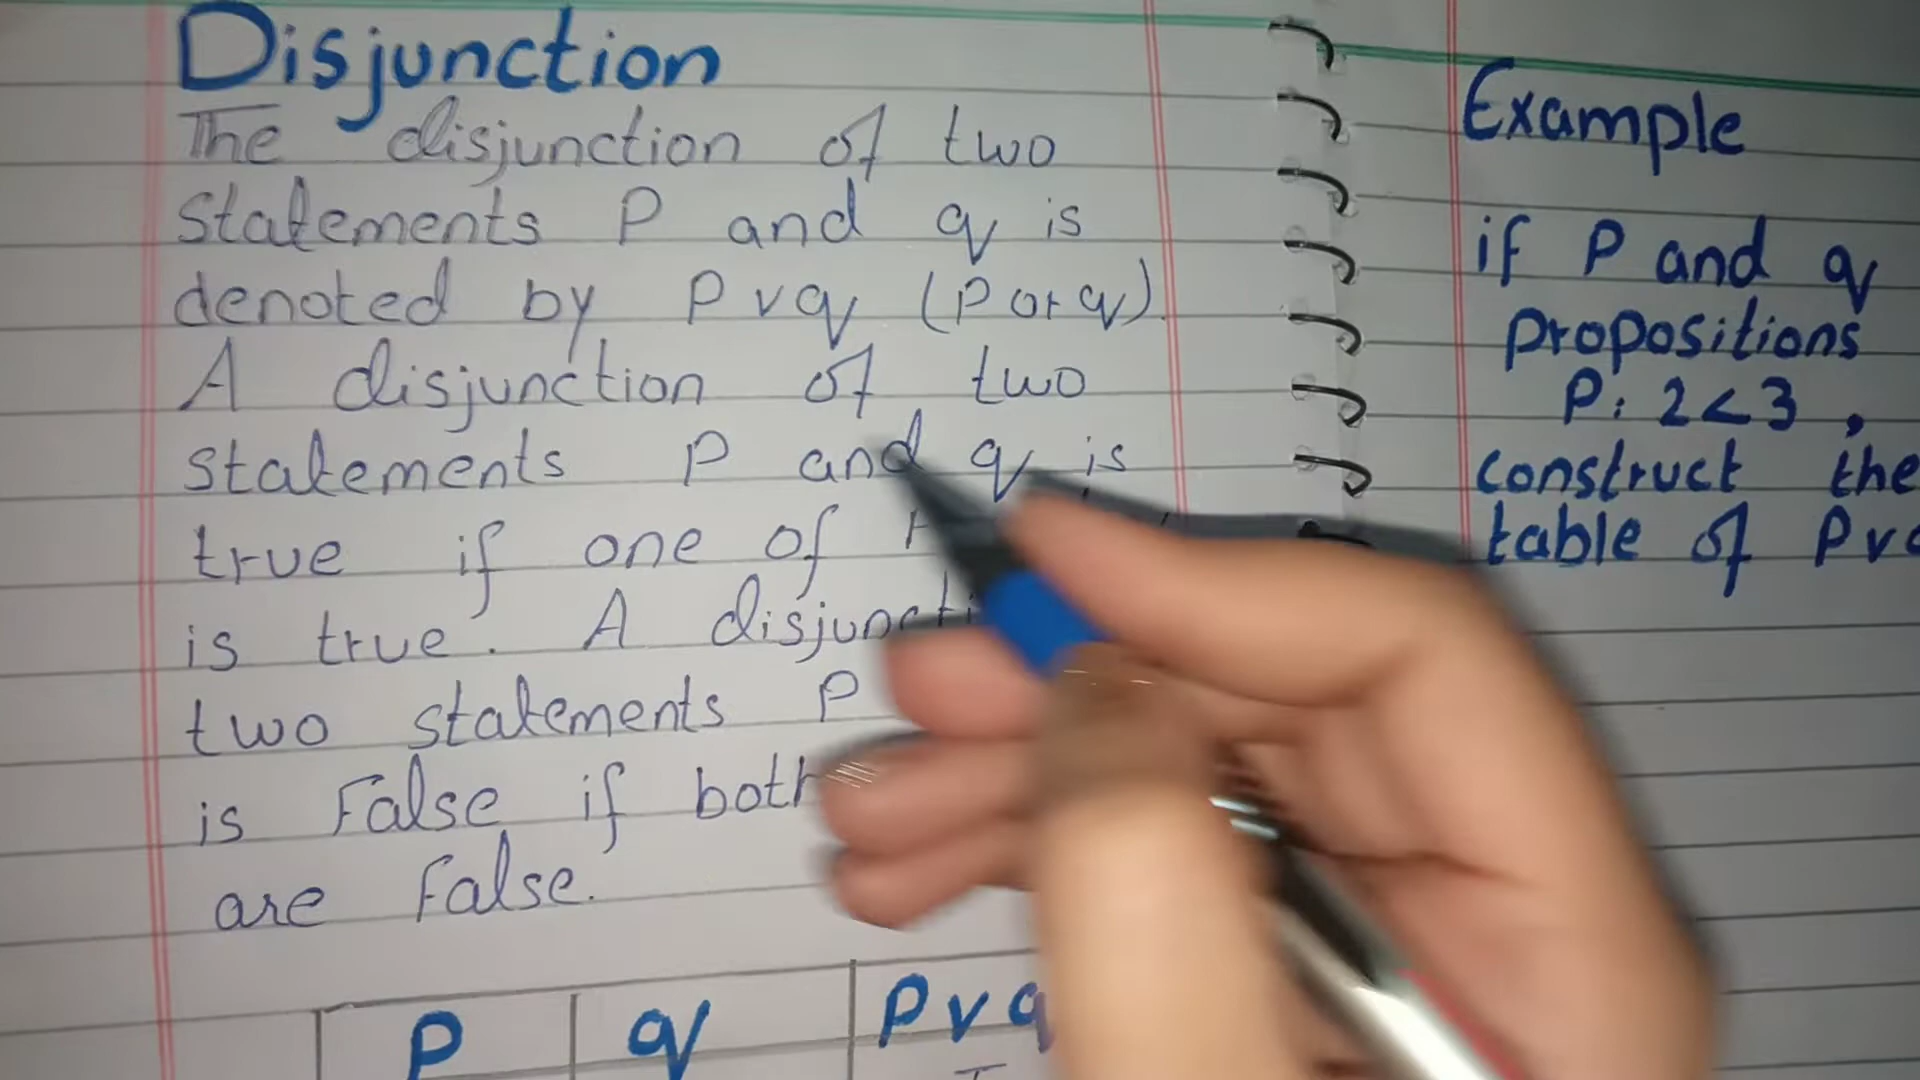 Disjunction
The disjunction of two
statements P and q is
denoted by P v q (P or q).
A disjunction of two
statements P and q is
true if one of
is true. A
two statements P
is False if both
are False.
P q P v q
Example
if P and q
propositions
P: 2<3 ,
construct the
table of P v